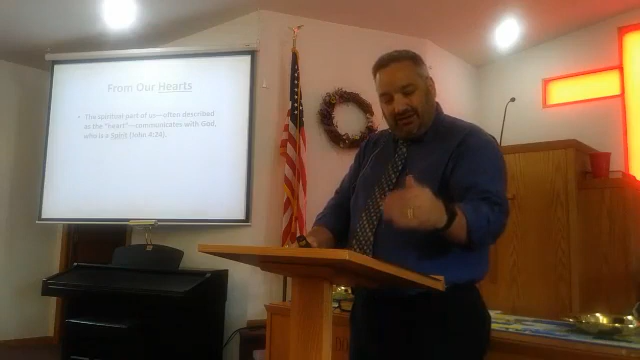 From Our Hearts
• The spiritual part of us—often described
as the "heart"—communicates with God,
who is a Spirit (John 4:24).